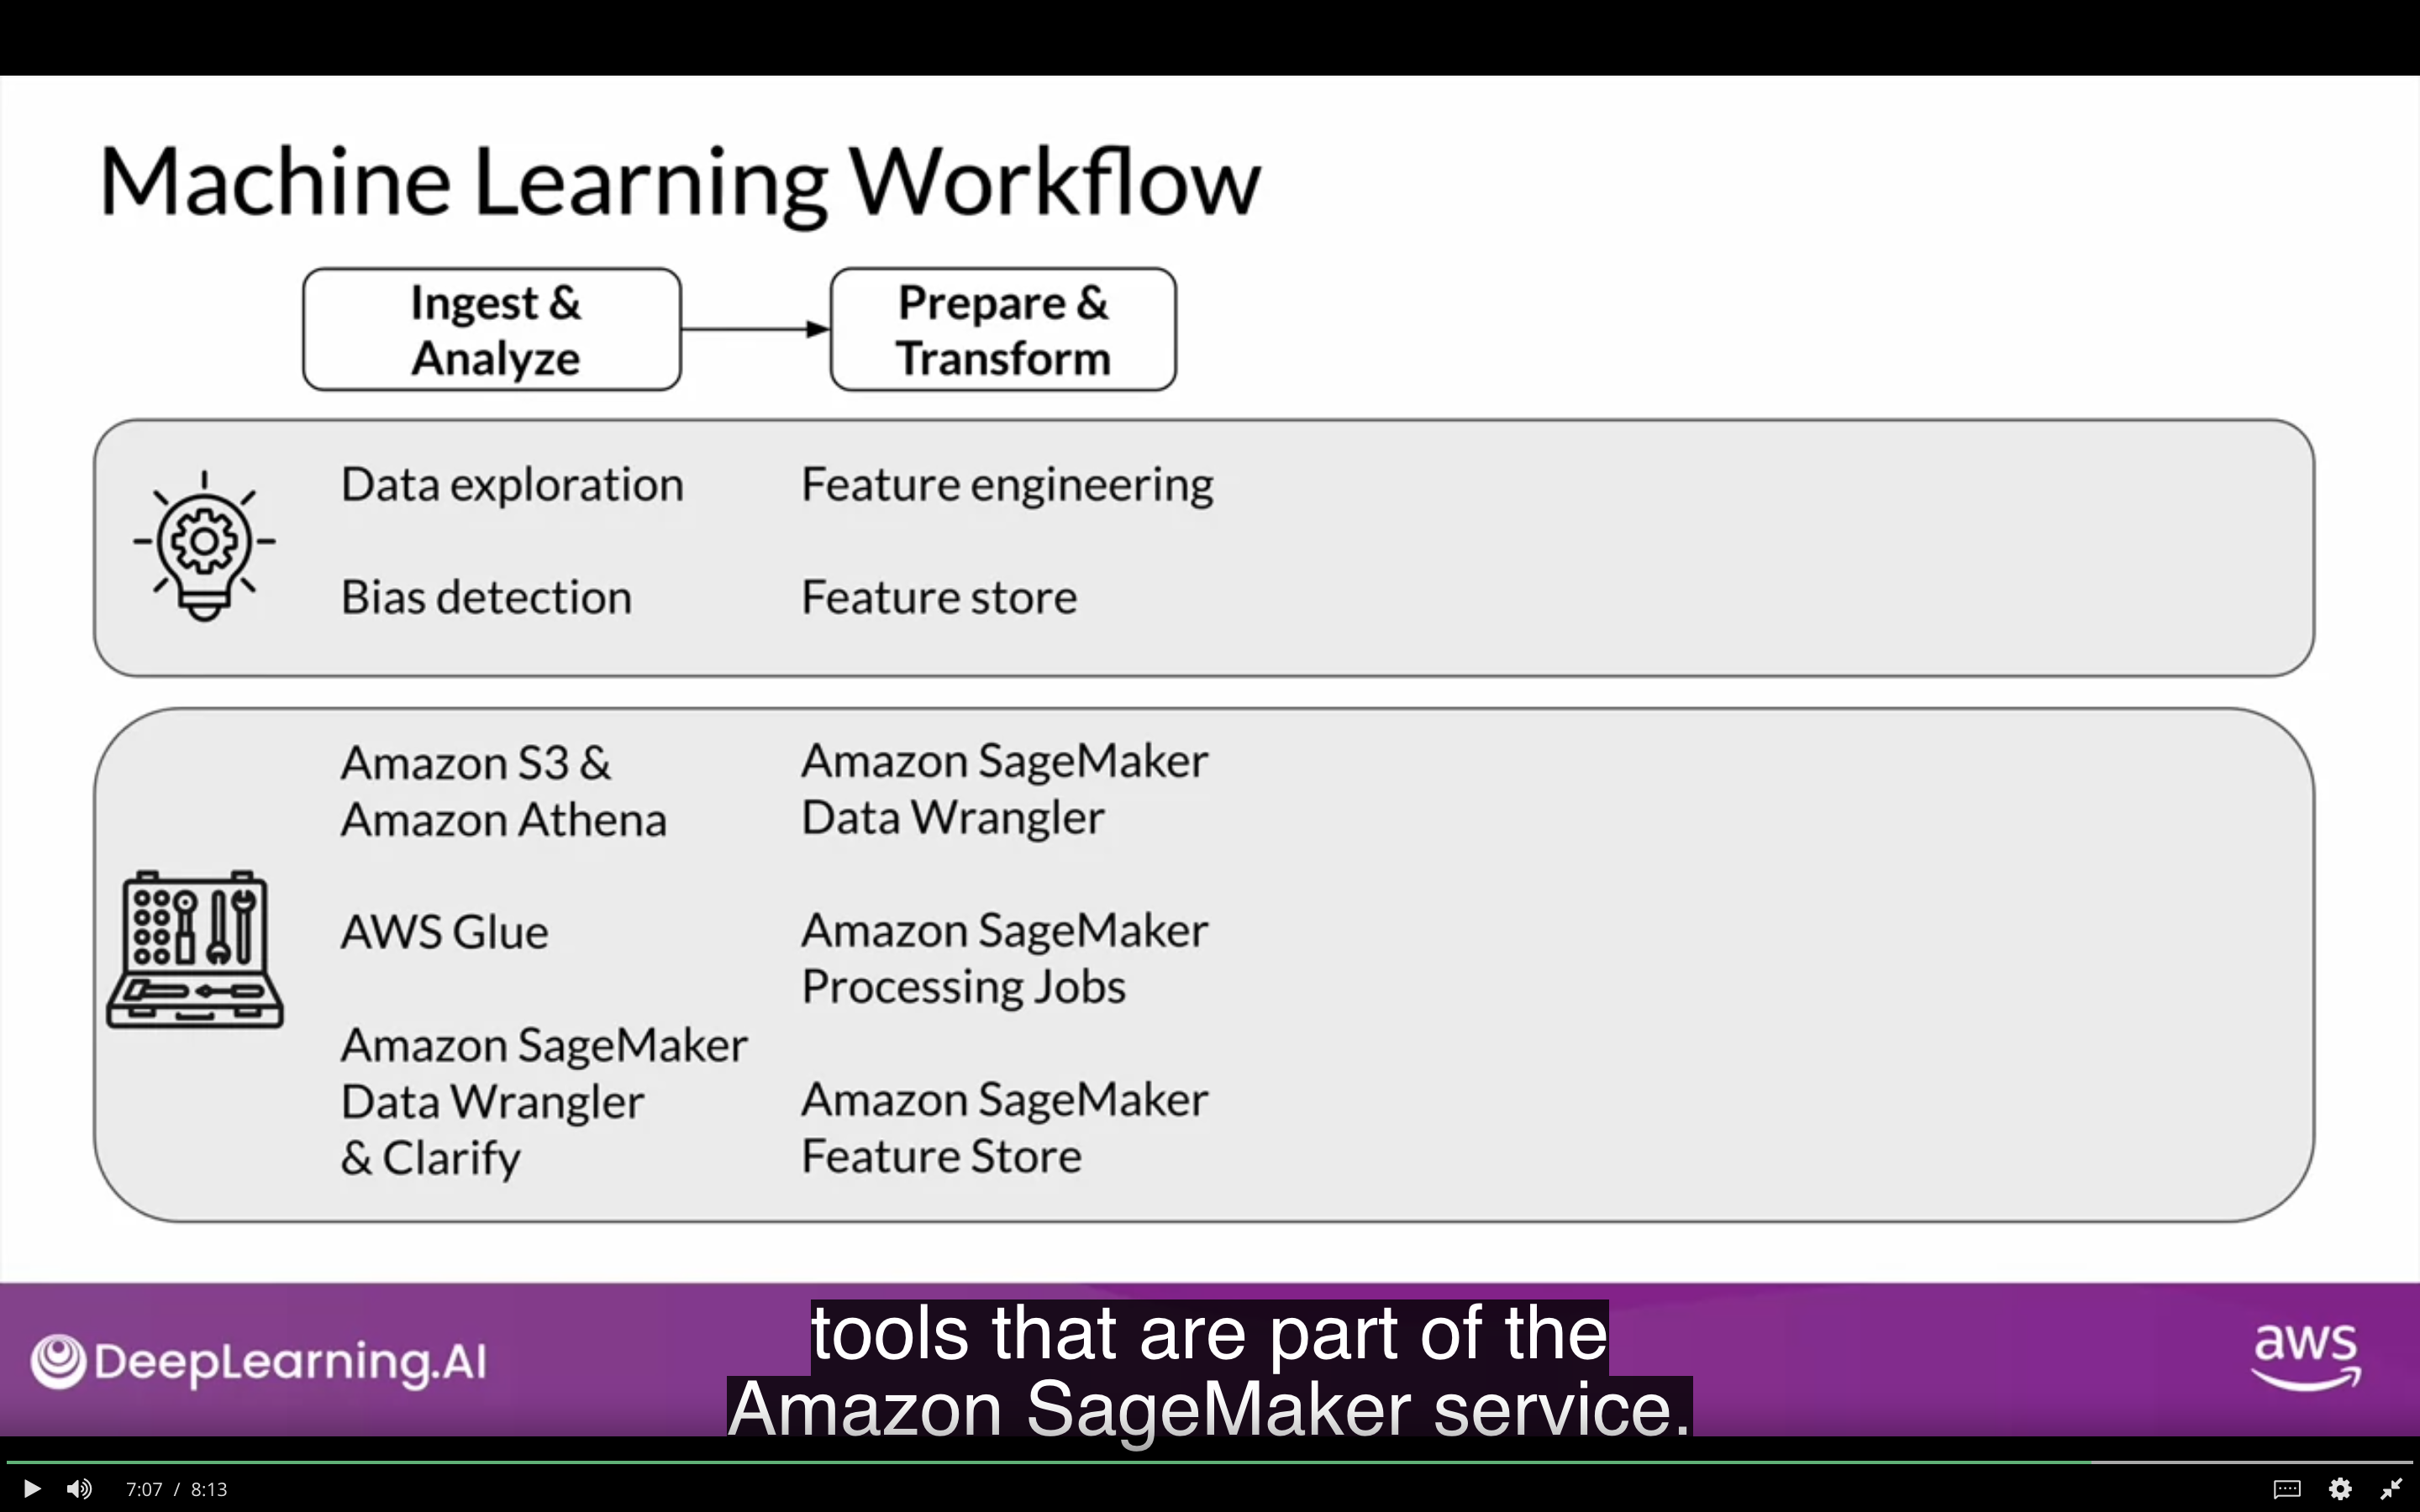 Machine Learning Workflow
Ingest &
Analyze
Prepare &
Transform
Data exploration
Bias detection
Feature engineering
Feature store
Amazon S3 &
Amazon Athena
AWS Glue
Amazon SageMaker
Data Wrangler
& Clarify
Amazon SageMaker
Data Wrangler
Amazon SageMaker
Processing Jobs
Amazon SageMaker
Feature Store
DeepLearning.AI
tools that are part of the
Amazon SageMaker service.
aws
7:07 / 8:13